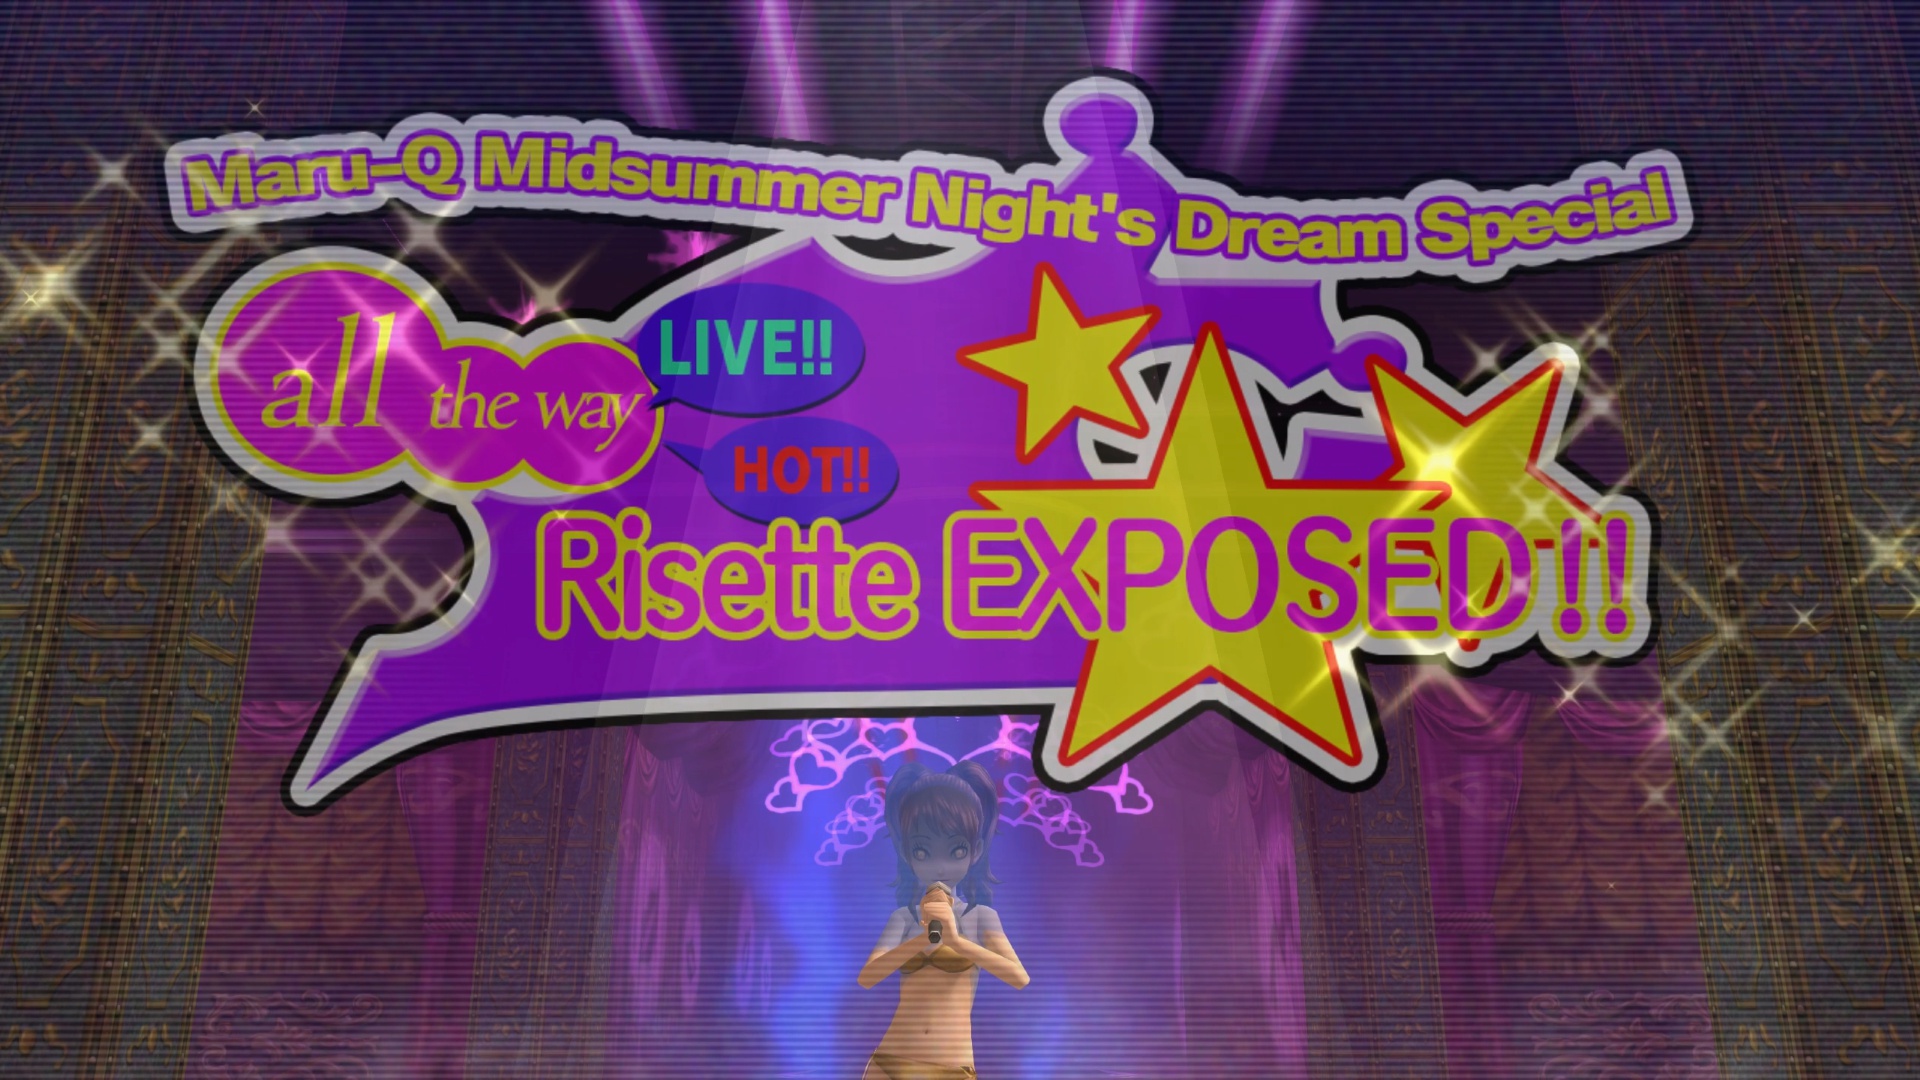 Maru-Q Midsummer Night's Dream Special
all the way
LIVE!!
HOT!!
Risette EXPOSED!!